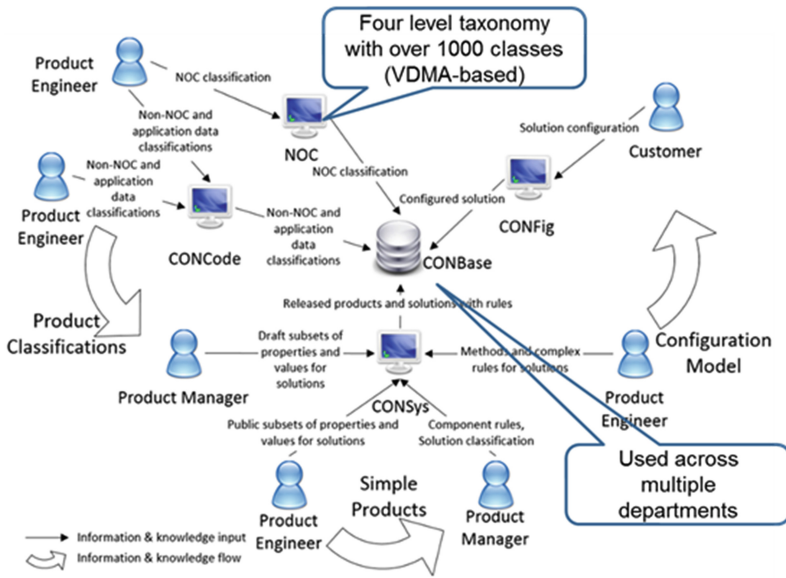 Four level taxonomy
with over 1000 classes
(VDMA-based)
Product
Engineer
NOC classification
Non-NOC and
application data
classifications
NOC
Solution configuration
Customer
Non-NOC and
application
data
classifications
Product
Engineer
NOC classification
Configured solution
CONFig
CONCode
Non-NOC and
application
data
classifications
CONBase
Released products and solutions with rules
Product
Classifications
Draft subsets of
properties and
values for
solutions
Product Manager
CONSys
Methods and complex
rules for solutions
Product
Engineer
Configuration
Model
Public subsets of properties
and values for solutions
Component rules,
Solution classification
Simple
Products
Product
Engineer
Product
Manager
Used across
multiple
departments
Information & knowledge input
Information & knowledge flow